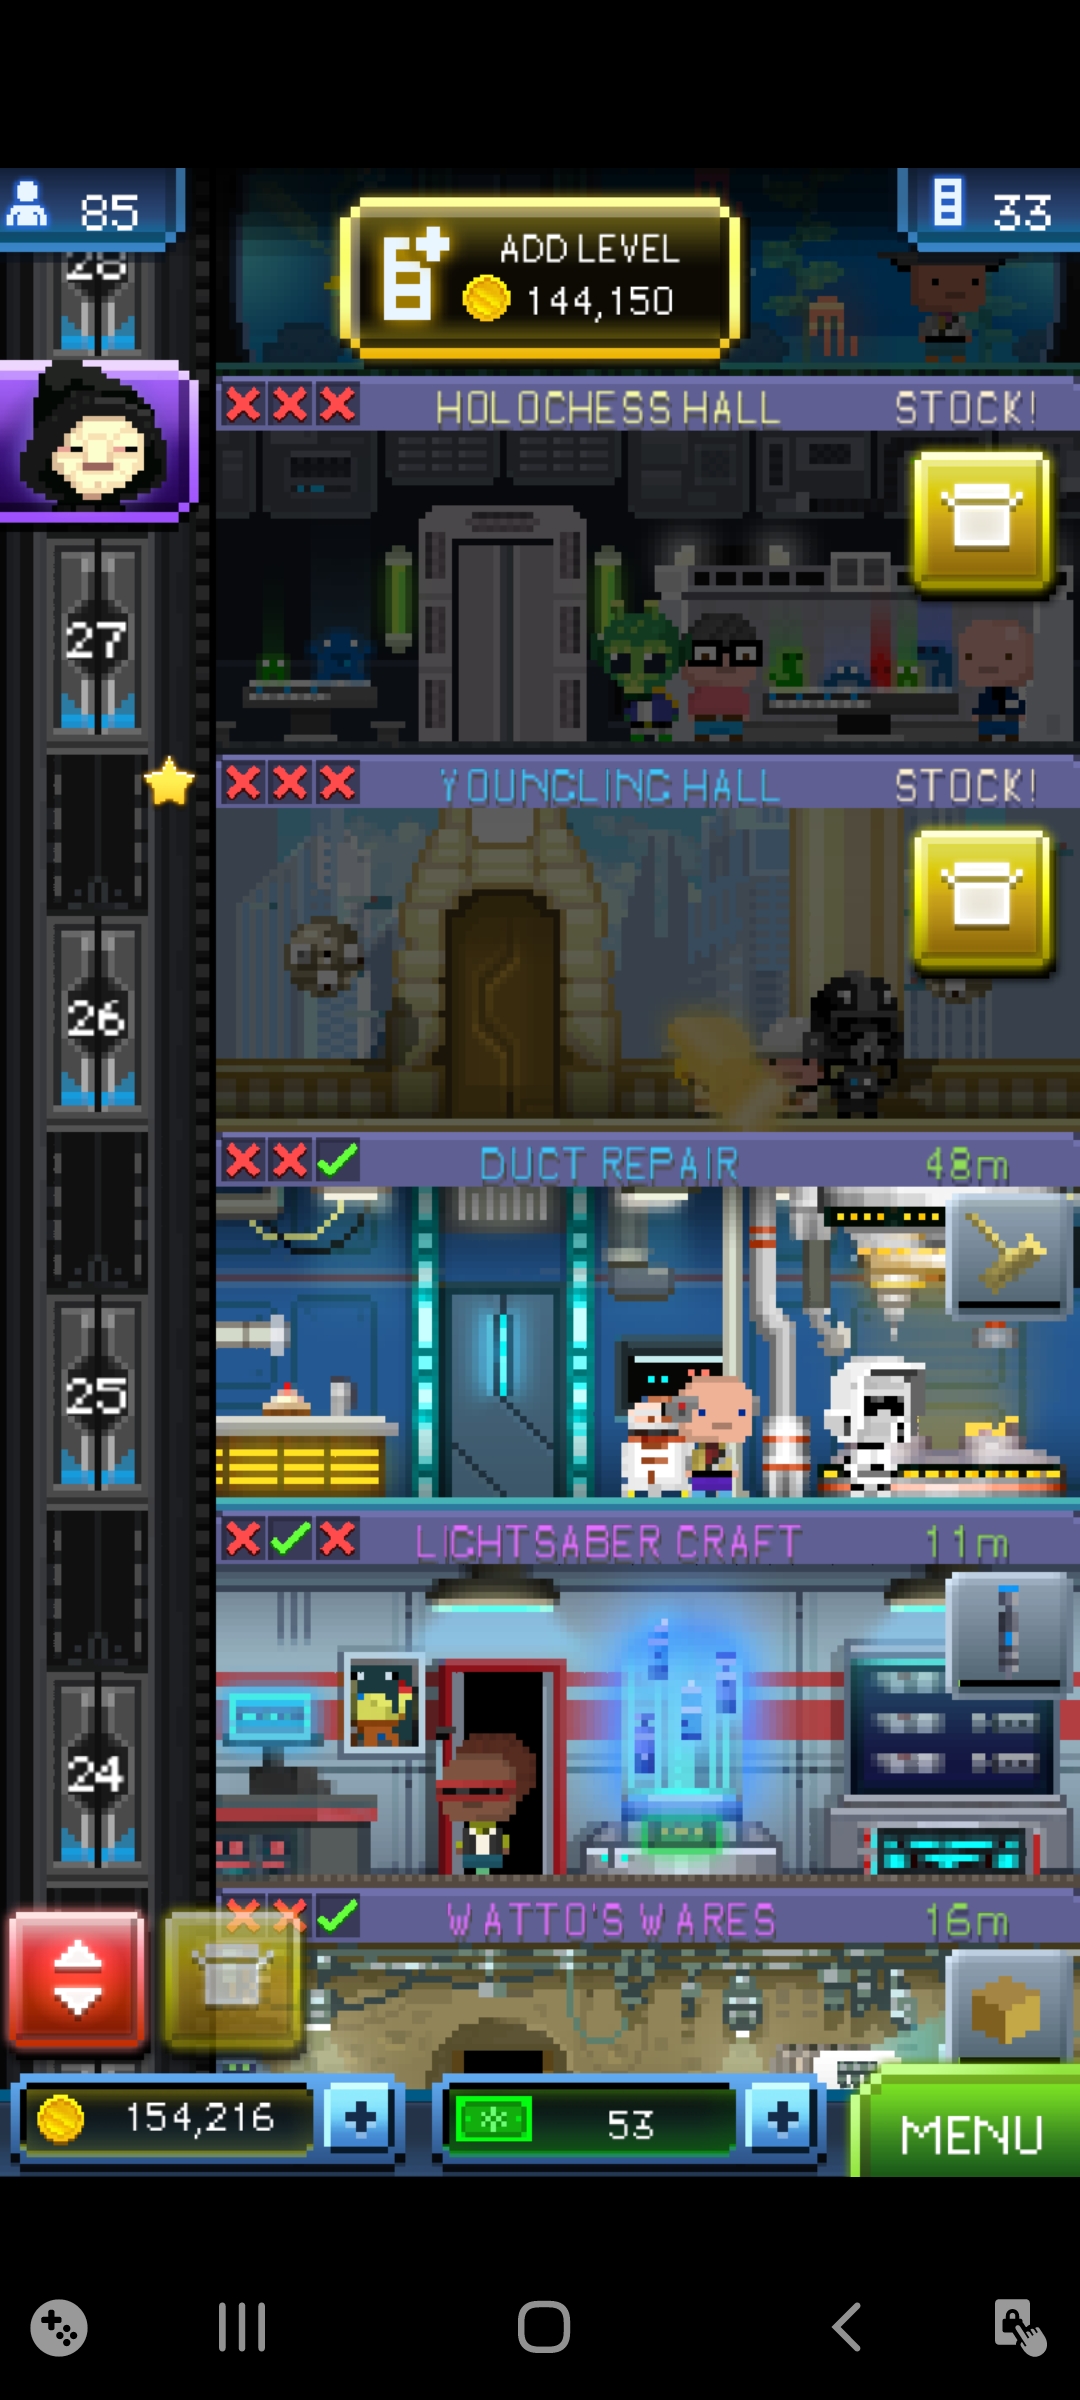 85
ADD LEVEL
144,150
33
28
HOLOCHESS HALL
STOCK!
27
YOUNGLING HALL
STOCK!
26
DUCT REPAIR
48m
25
LIGHTSABER CRAFT
11m
24
WATTO'S WARES
16m
154,216
53
MENU